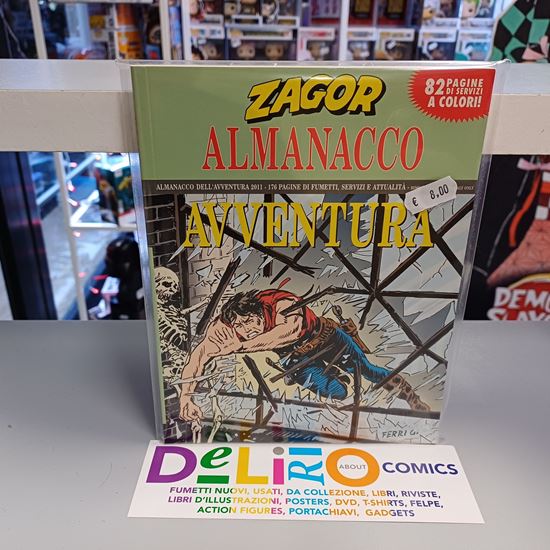 ZAGOR
82 PAGINE
DI SERVIZI
A COLORI!
ALMANACCO
ALMANACCO DELL'AVVENTURA 2011 - 176 PAGINE DI FUMETTI, SERVIZI E ATTUALITÀ
€ 8,00
AVVENTURA
FERRI G.
DEMON
SLAY
DeLiRiO ABOUT COMICS
FUMETTI NUOVI, USATI, DA COLLEZIONE, LIBRI, RIVISTE,
LIBRI D'ILLUSTRAZIONI, POSTERS, DVD, T-SHIRTS, FELPE,
ACTION FIGURES, PORTACHIAVI, GADGETS